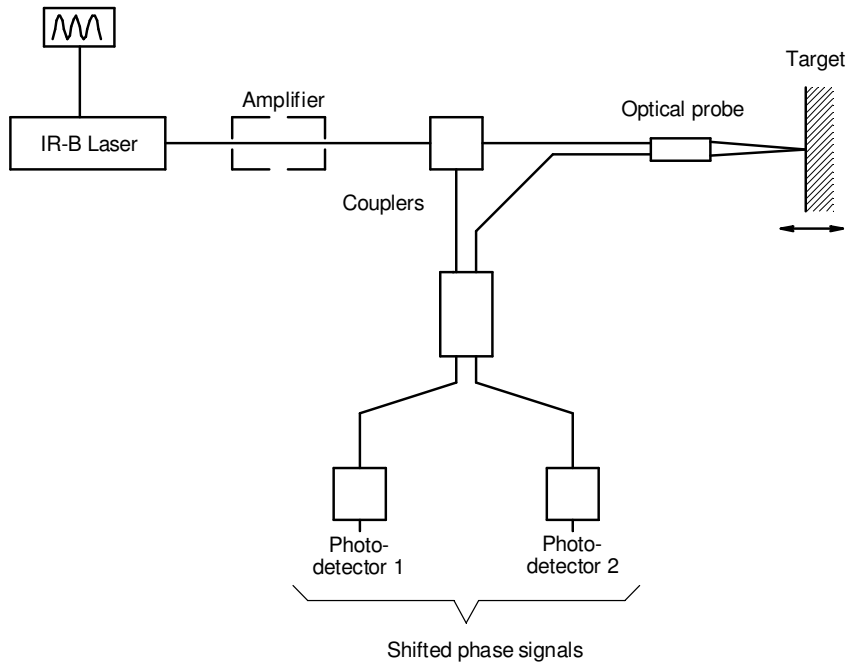 Target
Amplifier
Optical probe
IR-B Laser
Couplers
Photo-
detector 1
Photo-
detector 2
Shifted phase signals